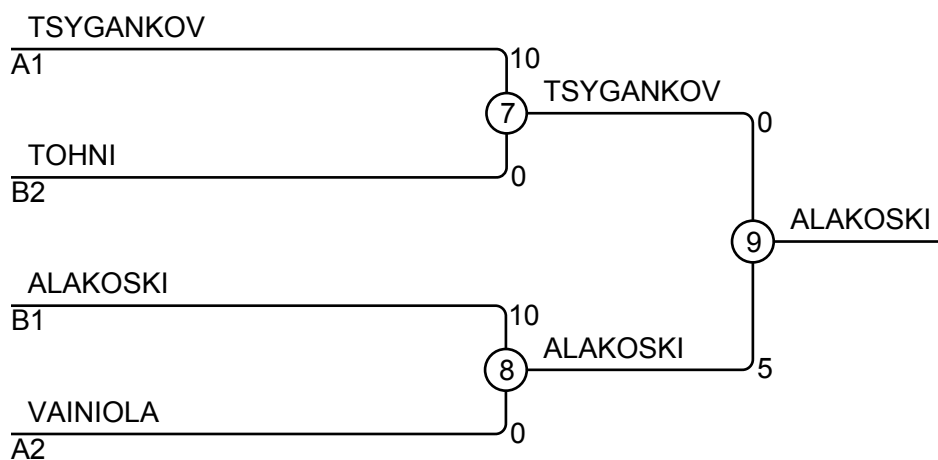 TSYGANKOV
A1
10
7
TSYGANKOV
0
TOHNI
B2
0
9
ALAKOSKI
ALAKOSKI
B1
10
8
ALAKOSKI
5
VAINIOLA
A2
0